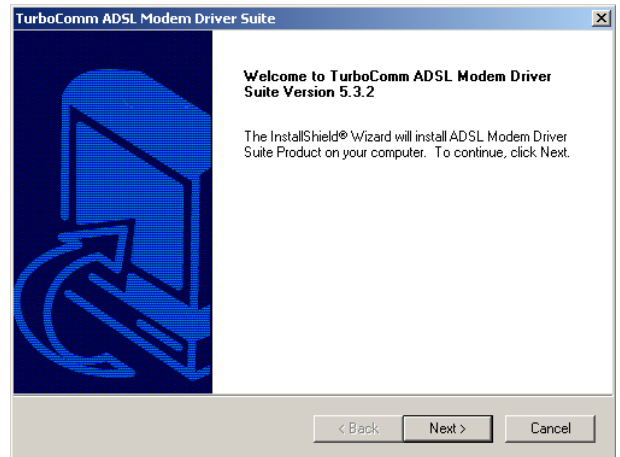 TurboComm ADSL Modem Driver Suite
Welcome to TurboComm ADSL Modem Driver
Suite Version 5.3.2
The InstallShield® Wizard will install ADSL Modem Driver
Suite Product on your computer.  To continue, click Next.
< Back
Next >
Cancel